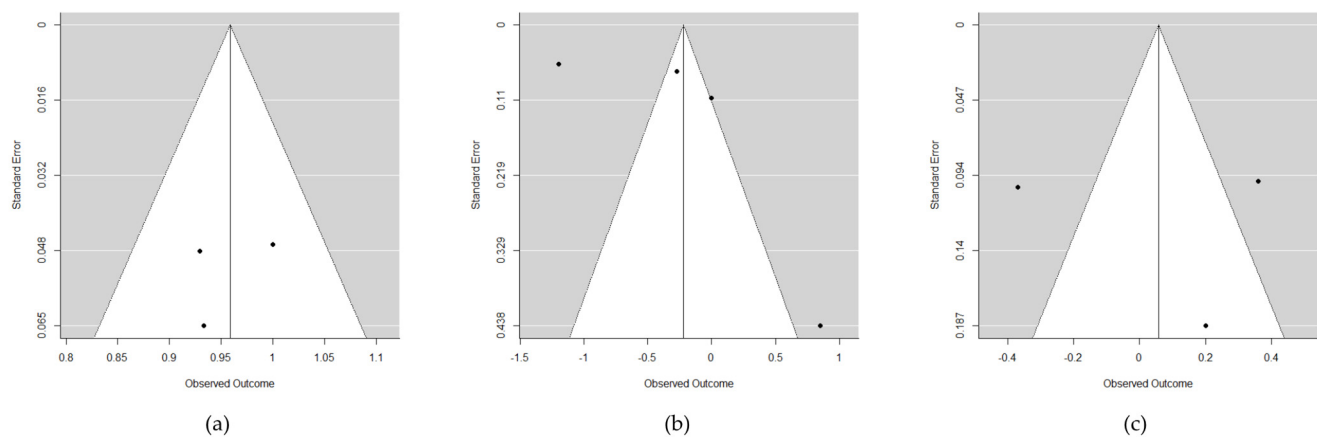 0
0.016
0.032
0.048
0.065
Standard Error
0.8 0.85 0.9 0.95 1 1.05 1.1
Observed Outcome
(a)
0
0.11
0.219
0.329
0.438
Standard Error
-1.5 -1 -0.5 0 0.5 1
Observed Outcome
(b)
0
0.047
0.094
0.14
0.187
Standard Error
-0.4 -0.2 0 0.2 0.4
Observed Outcome
(c)